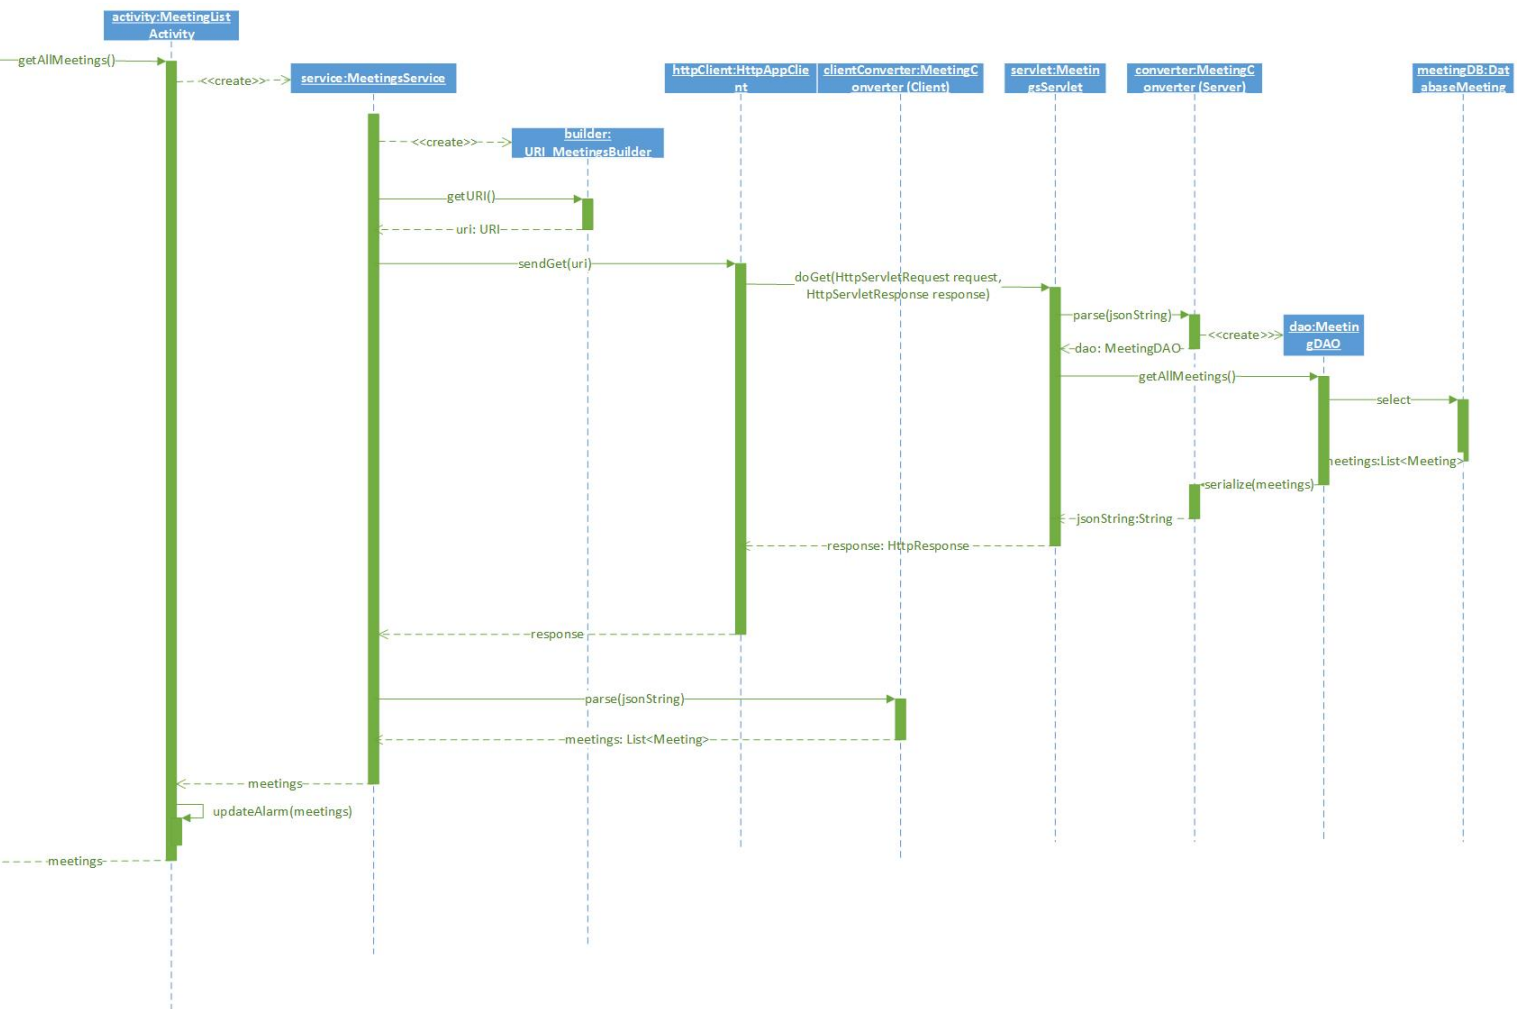 activity:MeetingList
Activity
getAllMeetings()
<<create>>
service:MeetingsService
httpClient:HttpAppClie
nt
clientConverter:MeetingC
onverter (Client)
servlet:Meetin
gsServlet
converter:MeetingC
onverter (Server)
meetingDB:Dat
abaseMeeting
<<create>>
builder:
URI_MeetingsBuilder
getURI()
uri: URI
sendGet(uri)
doGet(HttpServletRequest request,
HttpServletResponse response)
parse(jsonString)
<<create>>
dao:Meetin
gDAO
dao: MeetingDAO
getAllMeetings()
select
eetings:List<Meeting>
serialize(meetings)
jsonString:String
response: HttpResponse
response
parse(jsonString)
meetings: List<Meeting>
meetings
updateAlarm(meetings)
meetings